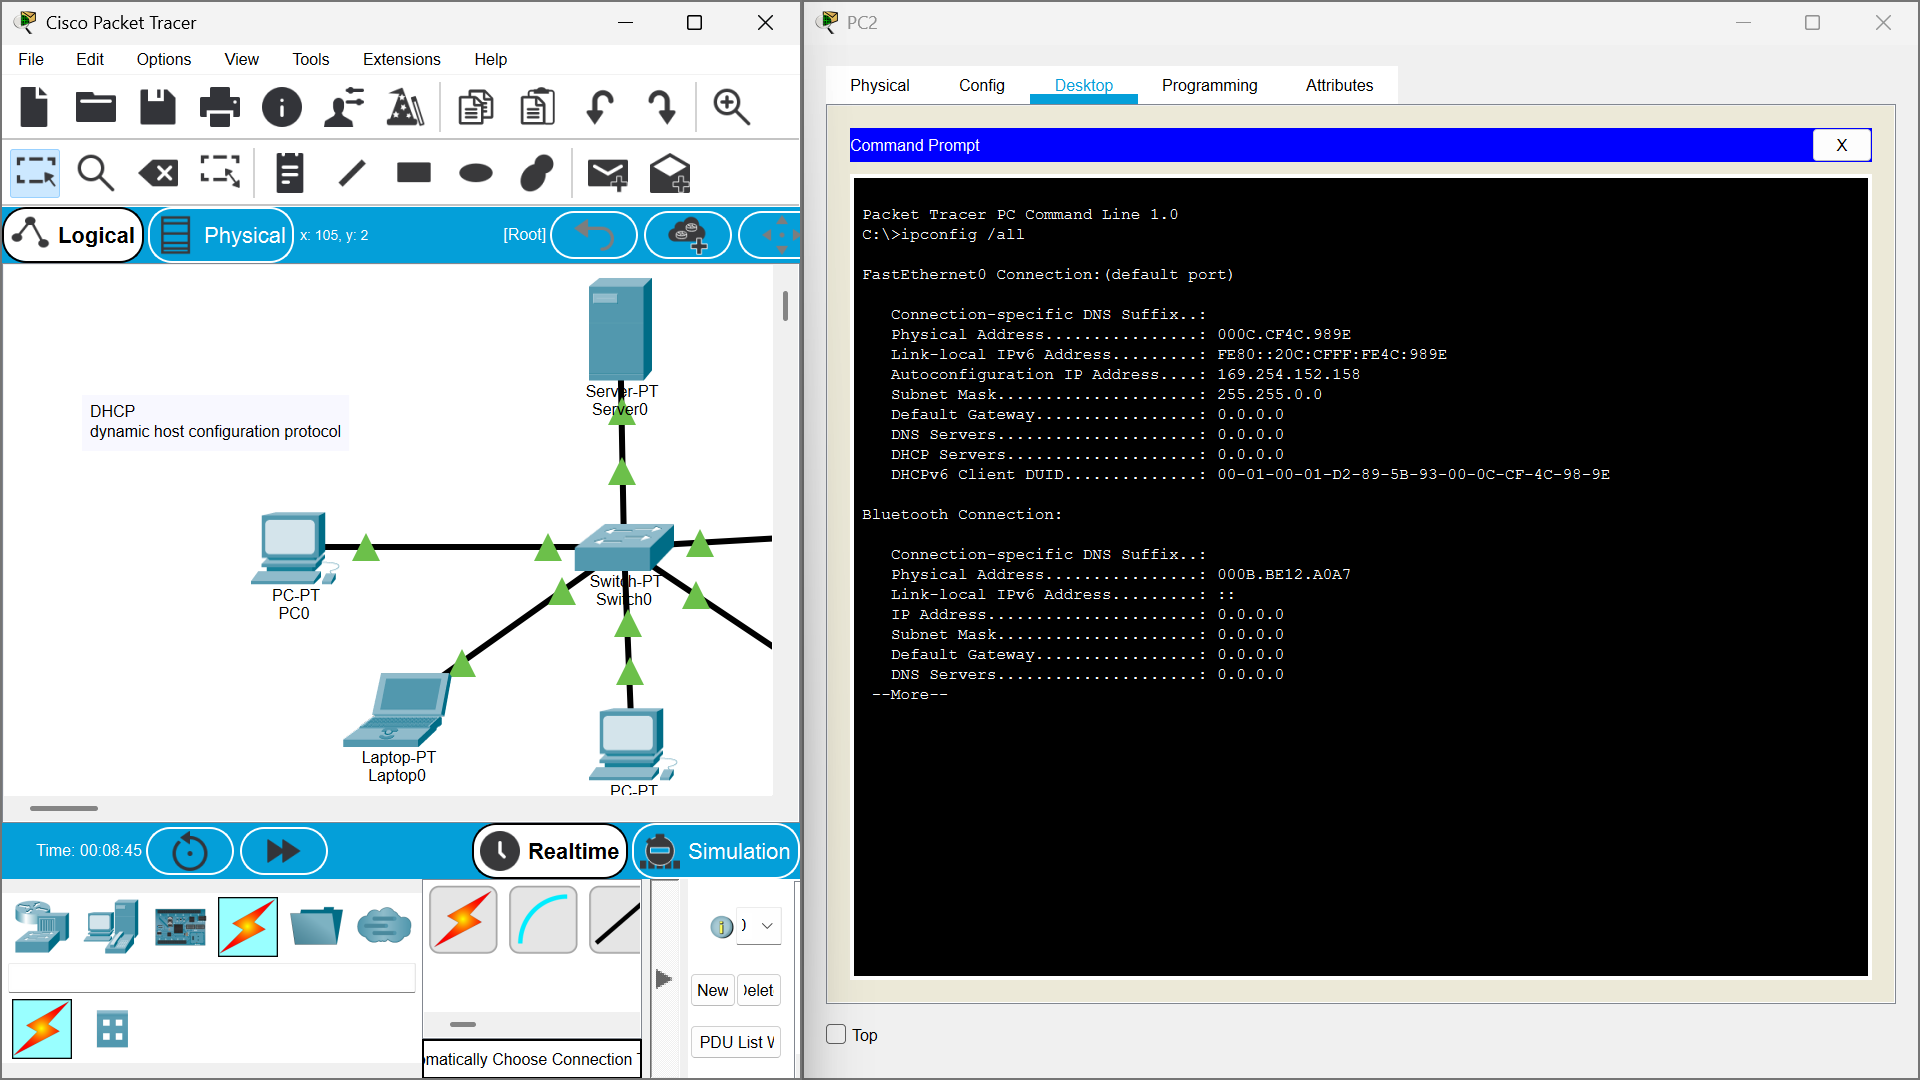 Cisco Packet Tracer
File Edit Options View Tools Extensions Help
Logical Physical x: 105, y: 2 [Root]
DHCP
dynamic host configuration protocol
Server-PT
Server0
PC-PT
PC0
Switch-PT
Switch0
Laptop-PT
Laptop0
PC-PT
Time: 00:08:45
Realtime Simulation
New
elet
PDU List
matically Choose Connection
PC2
Physical Config Desktop Programming Attributes
Command Prompt X
Packet Tracer PC Command Line 1.0
C:\>ipconfig /all
FastEthernet0 Connection:(default port)
Connection-specific DNS Suffix..:
Physical Address................: 000C.CF4C.989E
Link-local IPv6 Address.........: FE80::20C:CFFF:FE4C:989E
Autoconfiguration IP Address....: 169.254.152.158
Subnet Mask.....................: 255.255.0.0
Default Gateway.................: 0.0.0.0
DNS Servers.....................: 0.0.0.0
DHCP Servers....................: 0.0.0.0
DHCPv6 Client DUID..............: 00-01-00-01-D2-89-5B-93-00-0C-CF-4C-98-9E
Bluetooth Connection:
Connection-specific DNS Suffix..:
Physical Address................: 000B.BE12.A0A7
Link-local IPv6 Address.........: ::
IP Address......................: 0.0.0.0
Subnet Mask.....................: 0.0.0.0
Default Gateway.................: 0.0.0.0
DNS Servers.....................: 0.0.0.0
--More--
Top